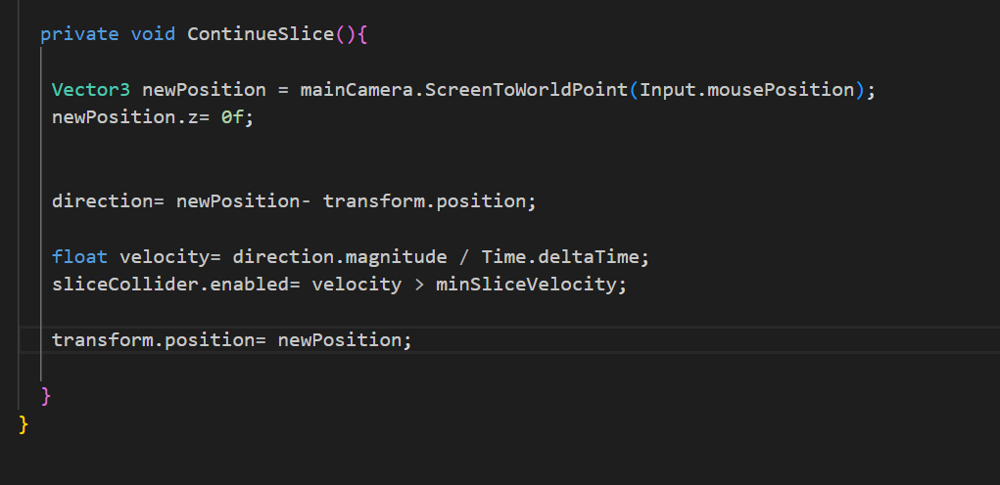 private void ContinueSlice(){
Vector3 newPosition = mainCamera.ScreenToWorldPoint(Input.mousePosition);
newPosition.z= 0f;
direction= newPosition- transform.position;
float velocity= direction.magnitude / Time.deltaTime;
sliceCollider.enabled= velocity > minSliceVelocity;
transform.position= newPosition;
}
}